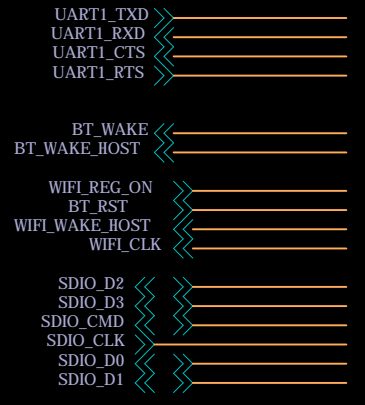 UART1_TXD
UART1_RXD
UART1_CTS
UART1_RTS
BT_WAKE
BT_WAKE_HOST
WIFI_REG_ON
BT_RST
WIFI_WAKE_HOST
WIFI_CLK
SDIO_D2
SDIO_D3
SDIO_CMD
SDIO_CLK
SDIO_D0
SDIO_D1